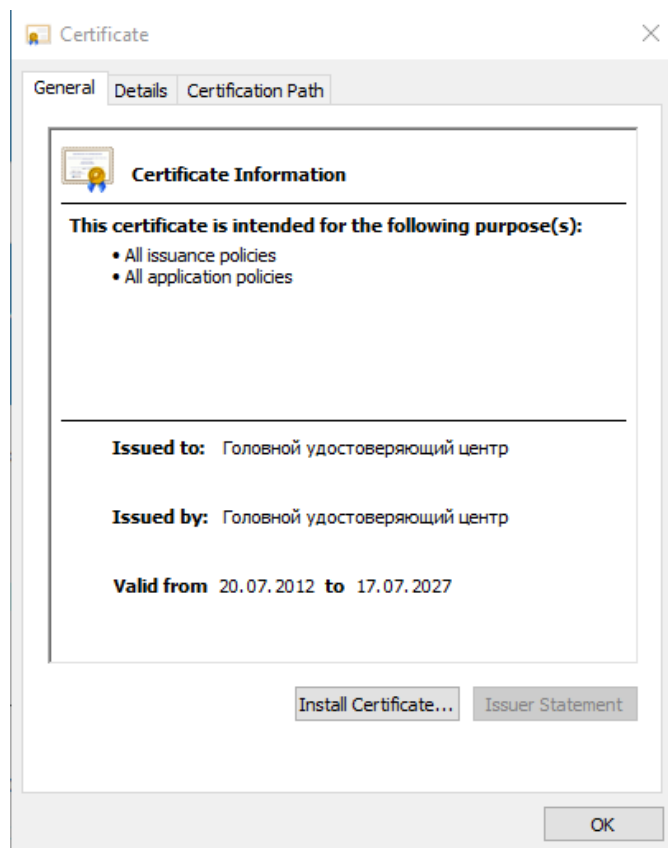 Certificate
General Details Certification Path
Certificate Information
This certificate is intended for the following purpose(s):
• All issuance policies
• All application policies
Issued to: Головной удостоверяющий центр
Issued by: Головной удостоверяющий центр
Valid from 20.07.2012 to 17.07.2027
Install Certificate... Issuer Statement
OK